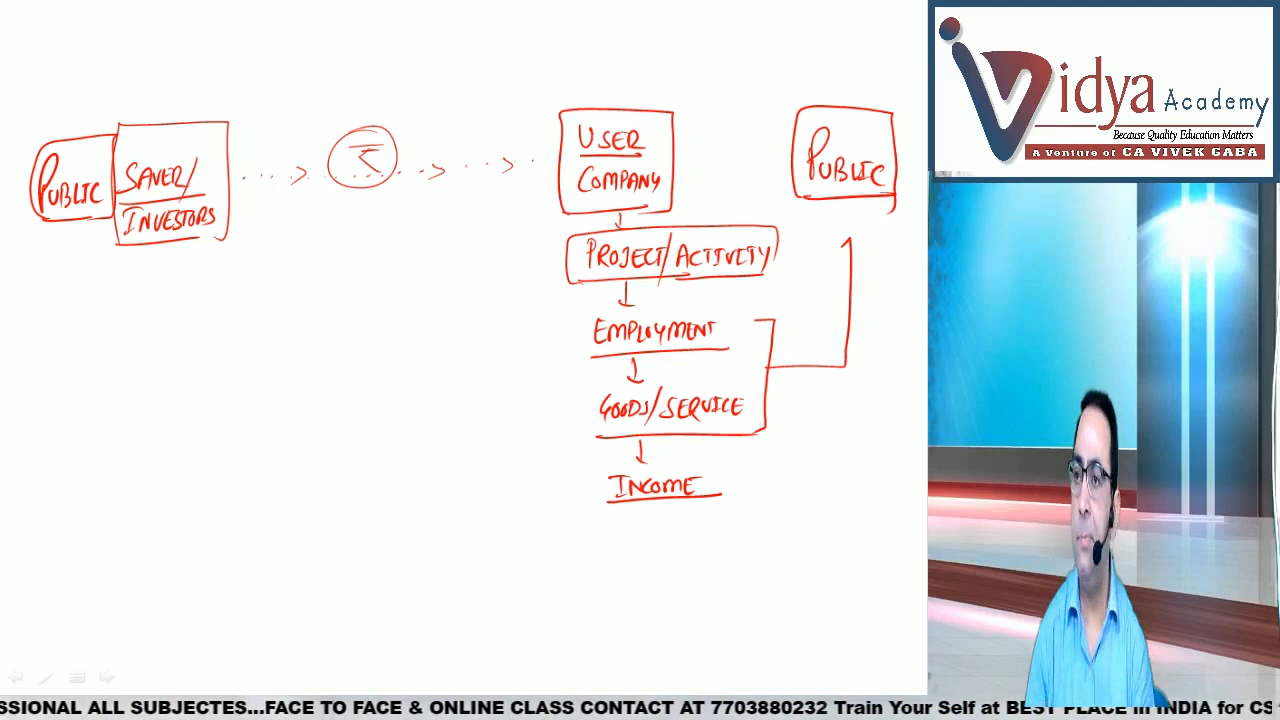 PUBLIC
SAVER/
INVESTORS
₹
USER
COMPANY
PUBLIC
PROJECT/ACTIVITY
EMPLOYMENT
GOODS/SERVICE
INCOME
Vidya Academy
Because Quality Education Matters
A Venture of CA VIVEK GABA
SSIONAL ALL SUBJECTES...FACE TO FACE & ONLINE CLASS CONTACT AT 7703880232 Train Your Self at BEST PLACE in INDIA for CS